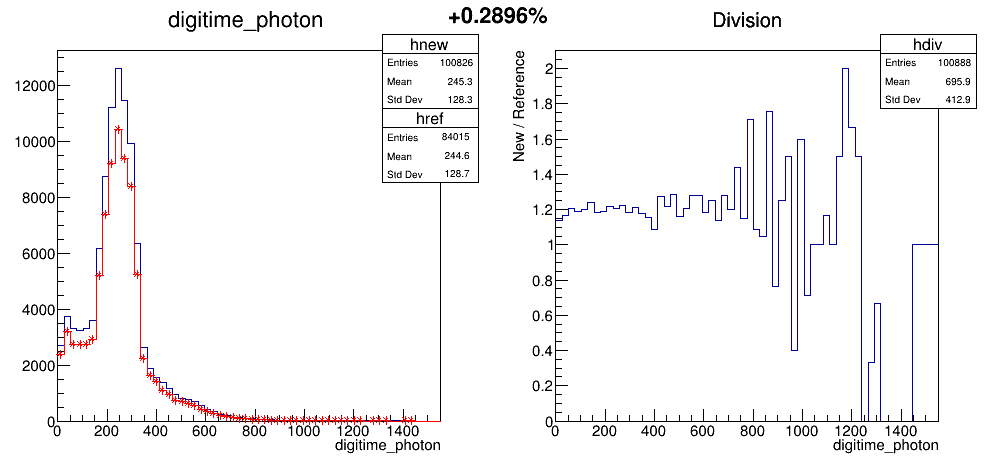 digitime_photon
+0.2896%
Division
hnew
Entries 100826
Mean 245.3
Std Dev 128.3
href
Entries 84015
Mean 244.6
Std Dev 128.7
12000
10000
8000
6000
4000
2000
0
0 200 400 600 800 1000 1200 1400
digitime_photon
hdiv
Entries 100888
Mean 695.9
Std Dev 412.9
New / Reference
2
1.8
1.6
1.4
1.2
1
0.8
0.6
0.4
0.2
0
0 200 400 600 800 1000 1200 1400
digitime_photon